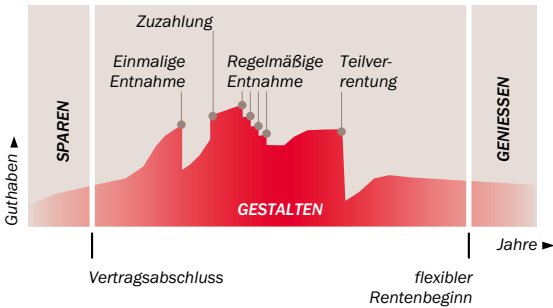 Zuzahlung
Einmalige
Entnahme
Regelmäßige
Entnahme
Teilver-
rentung
SPAREN
GENIESSEN
Guthaben ►
GESTALTEN
Jahre ►
Vertragsabschluss
flexibler
Rentenbeginn